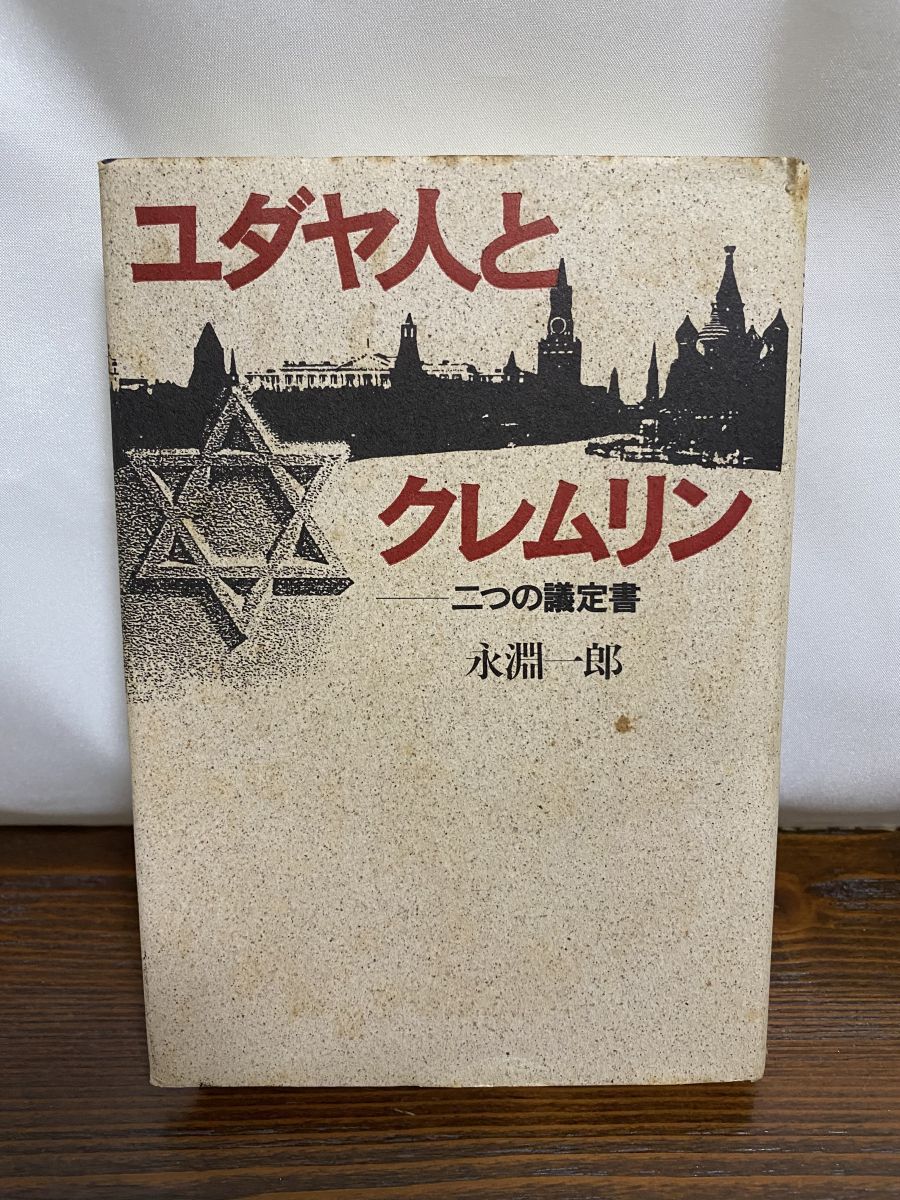 ユダヤ人と
クレムリン
──二つの議定書
永淵一郎